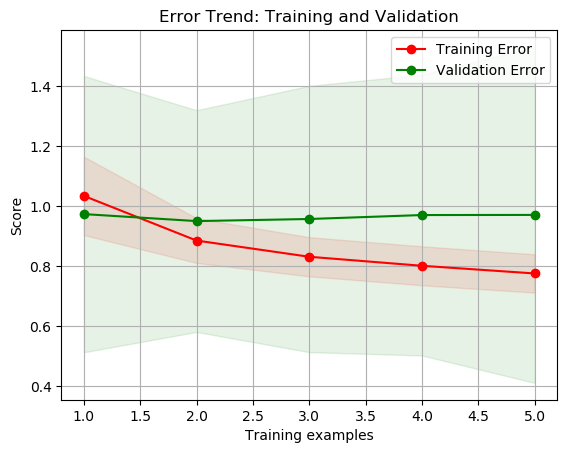 Error Trend: Training and Validation
Training Error
Validation Error
Score
1.4
1.2
1.0
0.8
0.6
0.4
1.0 1.5 2.0 2.5 3.0 3.5 4.0 4.5 5.0
Training examples